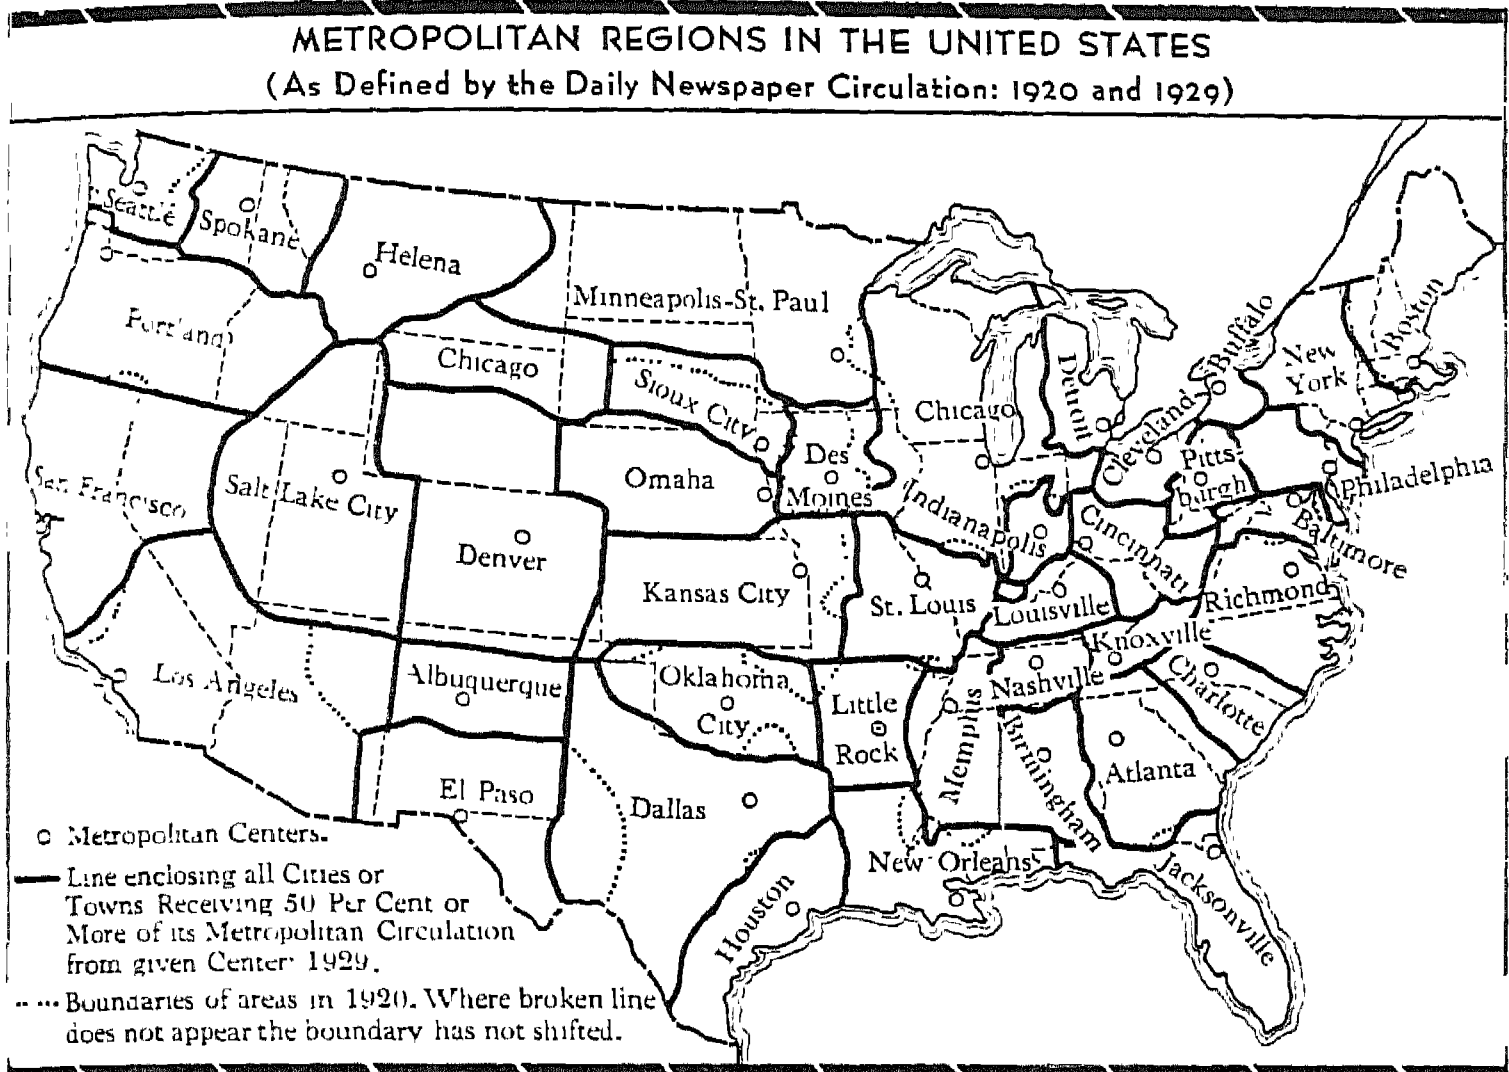 METROPOLITAN REGIONS IN THE UNITED STATES
(As Defined by the Daily Newspaper Circulation: 1920 and 1929)
Seattle
Spokane
Helena
Portland
Minneapolis-St. Paul
Chicago
Sioux City
Chicago
Detroit
Cleveland
Buffalo
New
York
Boston
San Francisco
Salt Lake City
Omaha
Des
Moines
Indianapolis
Cincinnati
Pitts-
burgh
Philadelphia
Baltimore
Denver
Kansas City
St. Louis
Louisville
Richmond
Knoxville
Los Angeles
Albuquerque
Oklahoma
City
Little
Rock
Memphis
Nashville
Charlotte
Birmingham
Atlanta
El Paso
Dallas
New Orleans
Houston
Jacksonville
Metropolitan Centers.
Line enclosing all Cities or
Towns Receiving 50 Per Cent or
More of its Metropolitan Circulation
from given Center 1929.
Boundaries of areas in 1920. Where broken line
does not appear the boundary has not shifted.